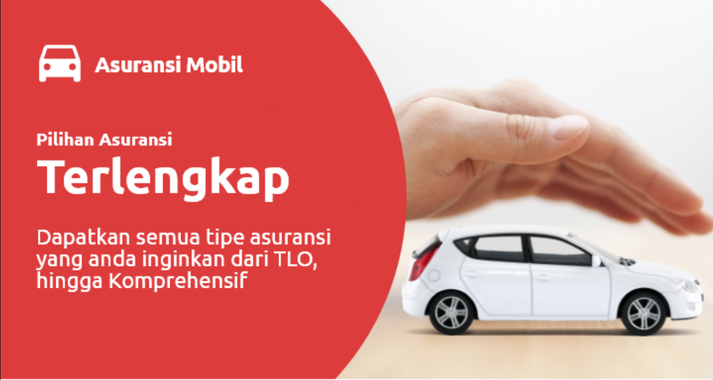 Asuransi Mobil
Pilihan Asuransi
Terlengkap
Dapatkan semua tipe asuransi
yang anda inginkan dari TLO,
hingga Komprehensif